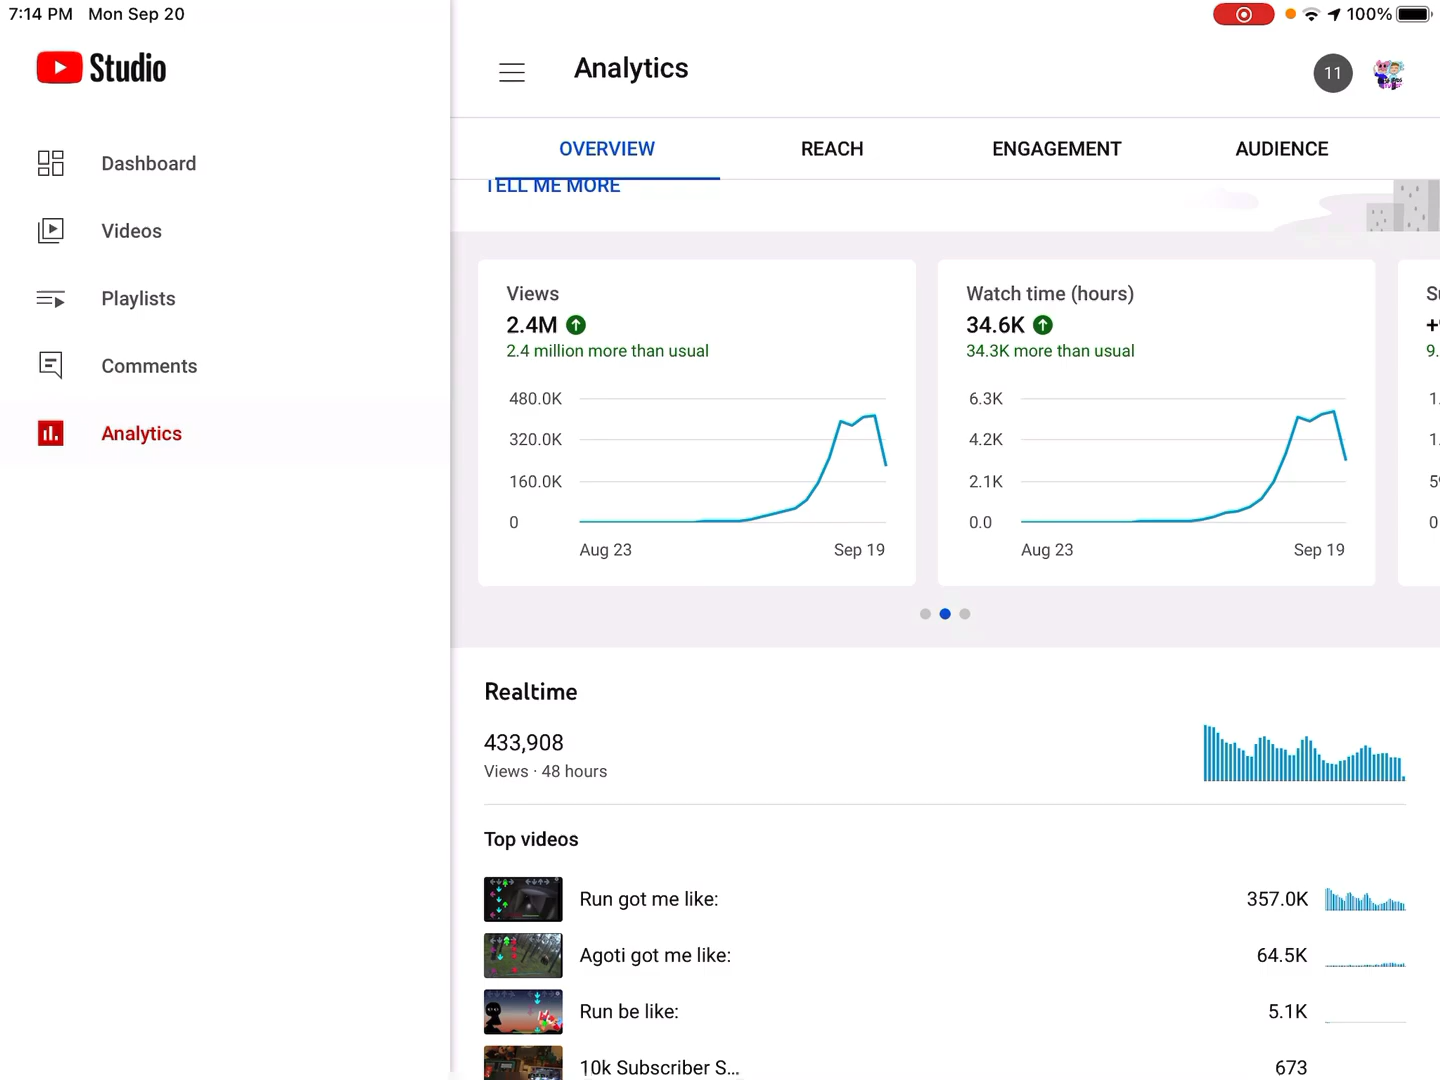 7:14 PM Mon Sep 20
100%
Studio
Analytics
11
Dashboard
Videos
Playlists
Comments
Analytics
OVERVIEW
REACH
ENGAGEMENT
AUDIENCE
TELL ME MORE
Views
2.4M
2.4 million more than usual
480.0K
320.0K
160.0K
0
Aug 23
Sep 19
Watch time (hours)
34.6K
34.3K more than usual
6.3K
4.2K
2.1K
0.0
Aug 23
Sep 19
Realtime
433,908
Views · 48 hours
Top videos
Run got me like:
357.0K
Agoti got me like:
64.5K
Run be like:
5.1K
10k Subscriber S...
673